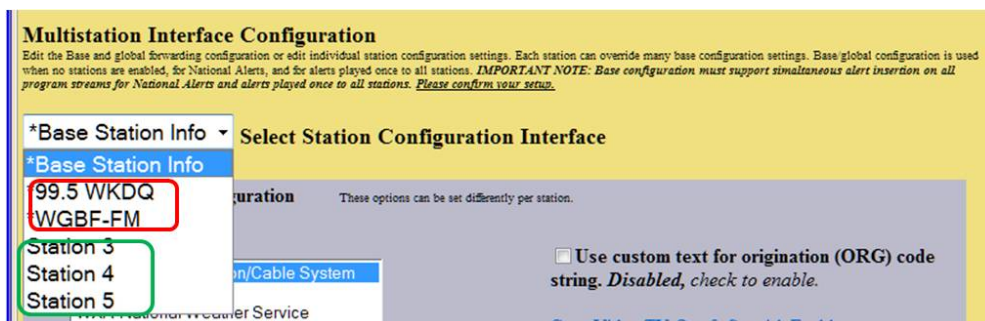 Multistation Interface Configuration
Edit the Base and global forwarding configuration or edit individual station configuration settings. Each station can override many base configuration settings. Base/global configuration is used
when no stations are enabled, for National Alerts, and for alerts played once to all stations. IMPORTANT NOTE: Base configuration must support simultaneous alert insertion on all
program streams for National Alerts and alerts played once to all stations. Please confirm your setup.
*Base Station Info Select Station Configuration Interface
*Base Station Info
*99.5 WKDQ
uration These options can be set differently per station.
*WGBF-FM
Station 3
Use custom text for origination (ORG) code
Station 4
on/Cable System
string. Disabled, check to enable.
Station 5
National Weather Service